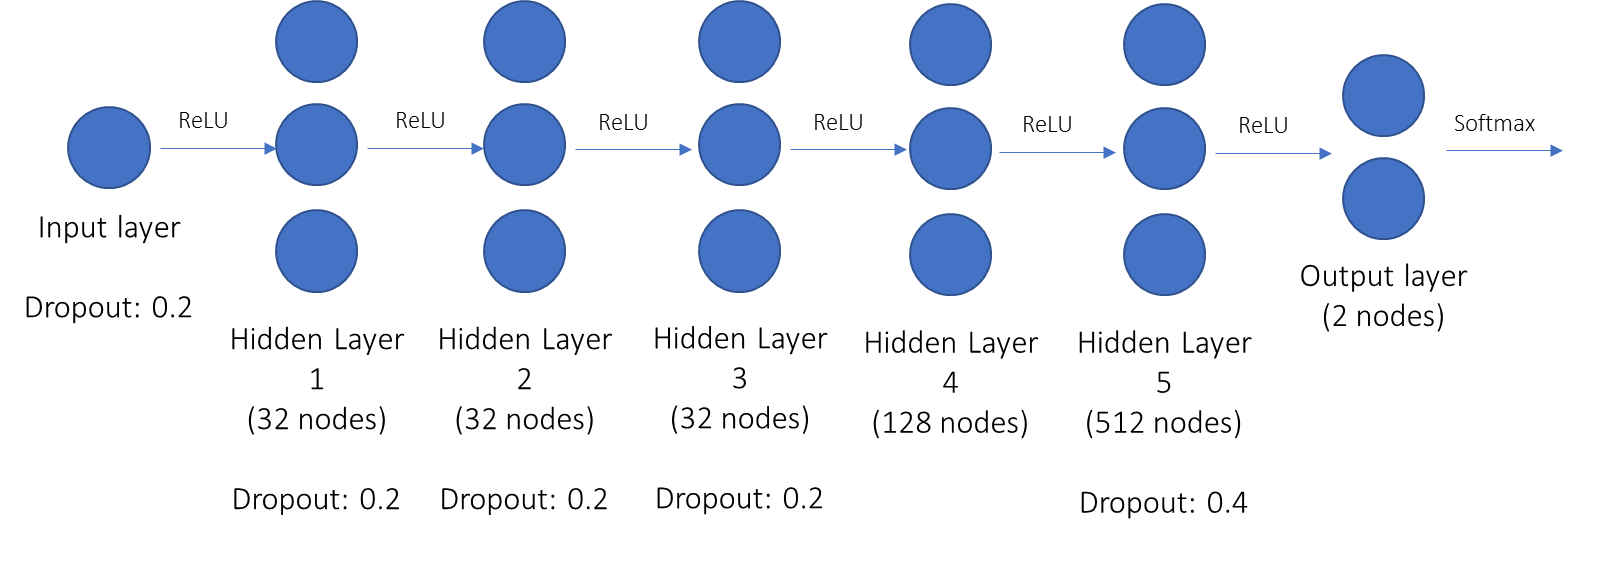 ReLU
ReLU
ReLU
ReLU
ReLU
ReLU
Softmax
Input layer
Dropout: 0.2
Hidden Layer
1
(32 nodes)
Dropout: 0.2
Hidden Layer
2
(32 nodes)
Dropout: 0.2
Hidden Layer
3
(32 nodes)
Dropout: 0.2
Hidden Layer
4
(128 nodes)
Hidden Layer
5
(512 nodes)
Dropout: 0.4
Output layer
(2 nodes)